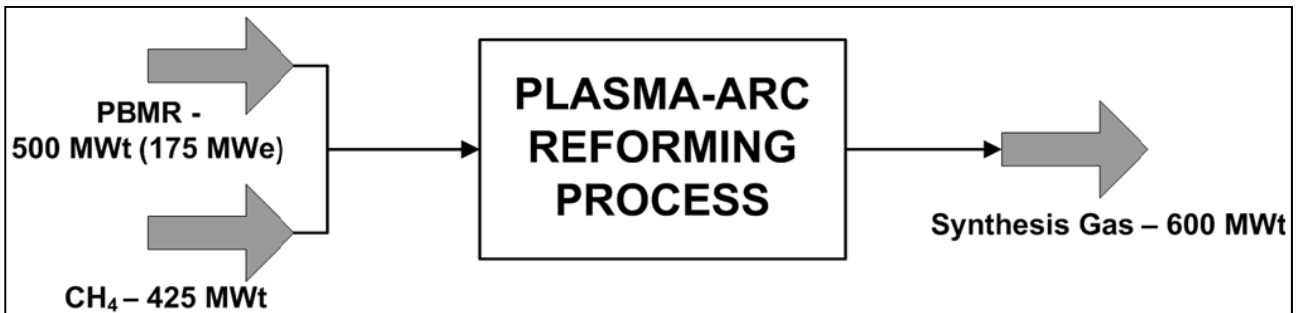 PBMR -
500 MWt (175 MWe)
CH₄ – 425 MWt
PLASMA-ARC
REFORMING
PROCESS
Synthesis Gas – 600 MWt